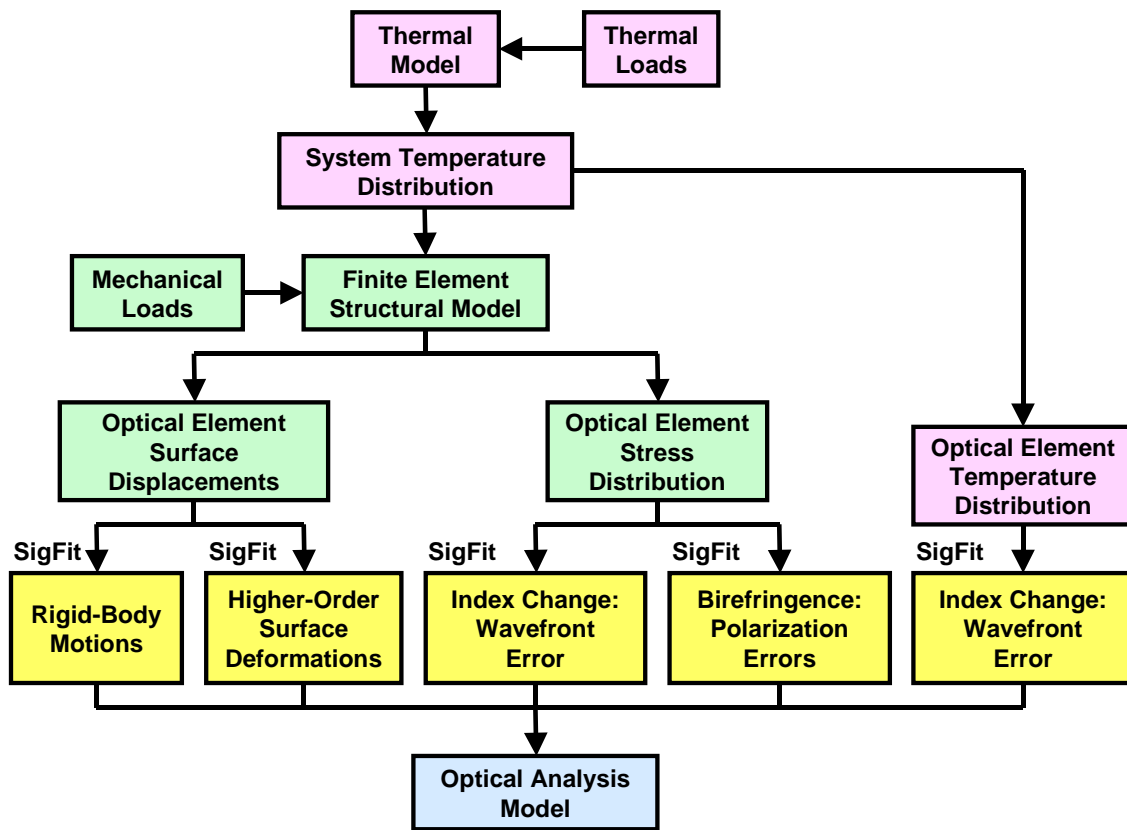 Thermal
Model
Thermal
Loads
System Temperature
Distribution
Mechanical
Loads
Finite Element
Structural Model
Optical Element
Surface
Displacements
Optical Element
Stress
Distribution
Optical Element
Temperature
Distribution
SigFit
SigFit
SigFit
SigFit
SigFit
Rigid-Body
Motions
Higher-Order
Surface
Deformations
Index Change:
Wavefront
Error
Birefringence:
Polarization
Errors
Index Change:
Wavefront
Error
Optical Analysis
Model